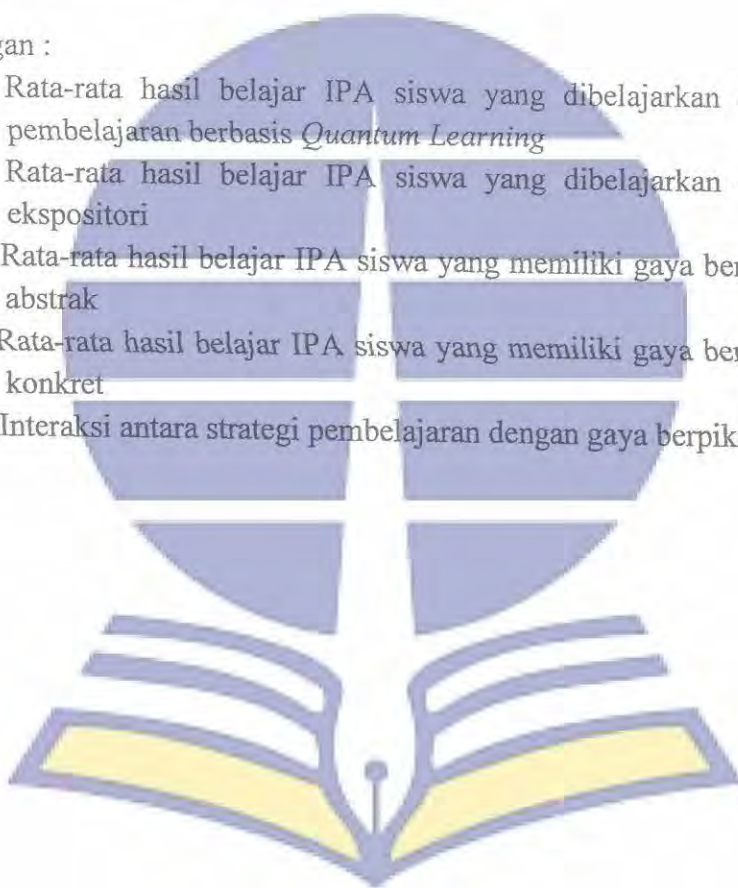 gan :
Rata-rata hasil belajar IPA siswa yang dibelajarkan
pembelajaran berbasis Quantum Learning
Rata-rata hasil belajar IPA siswa yang dibelajarkan
ekspositori
Rata-rata hasil belajar IPA siswa yang memiliki gaya ber
abstrak
Rata-rata hasil belajar IPA siswa yang memiliki gaya ber
konkret
Interaksi antara strategi pembelajaran dengan gaya berpik